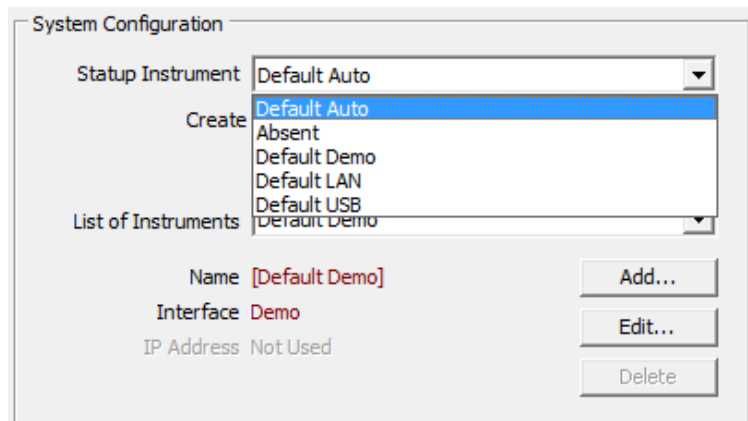 System Configuration
Statup Instrument Default Auto
Default Auto
Create
Absent
Default Demo
Default LAN
Default USB
List of Instruments Default Demo
Name [Default Demo] Add...
Interface Demo
Edit...
IP Address Not Used
Delete